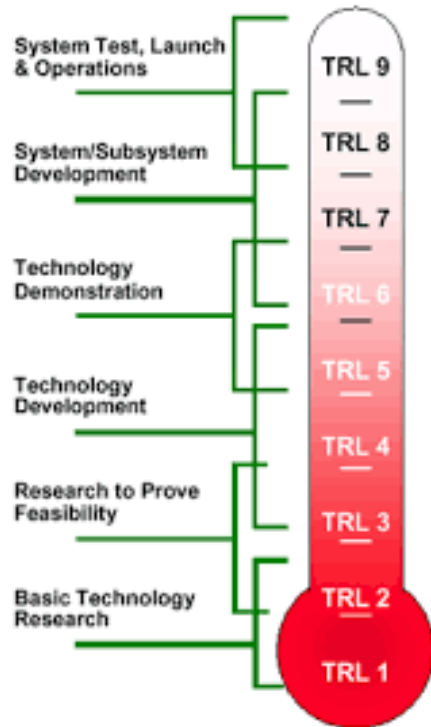 System Test, Launch
& Operations
System/Subsystem
Development
Technology
Demonstration
Technology
Development
Research to Prove
Feasibility
Basic Technology
Research
TRL 9
TRL 8
TRL 7
TRL 6
TRL 5
TRL 4
TRL 3
TRL 2
TRL 1